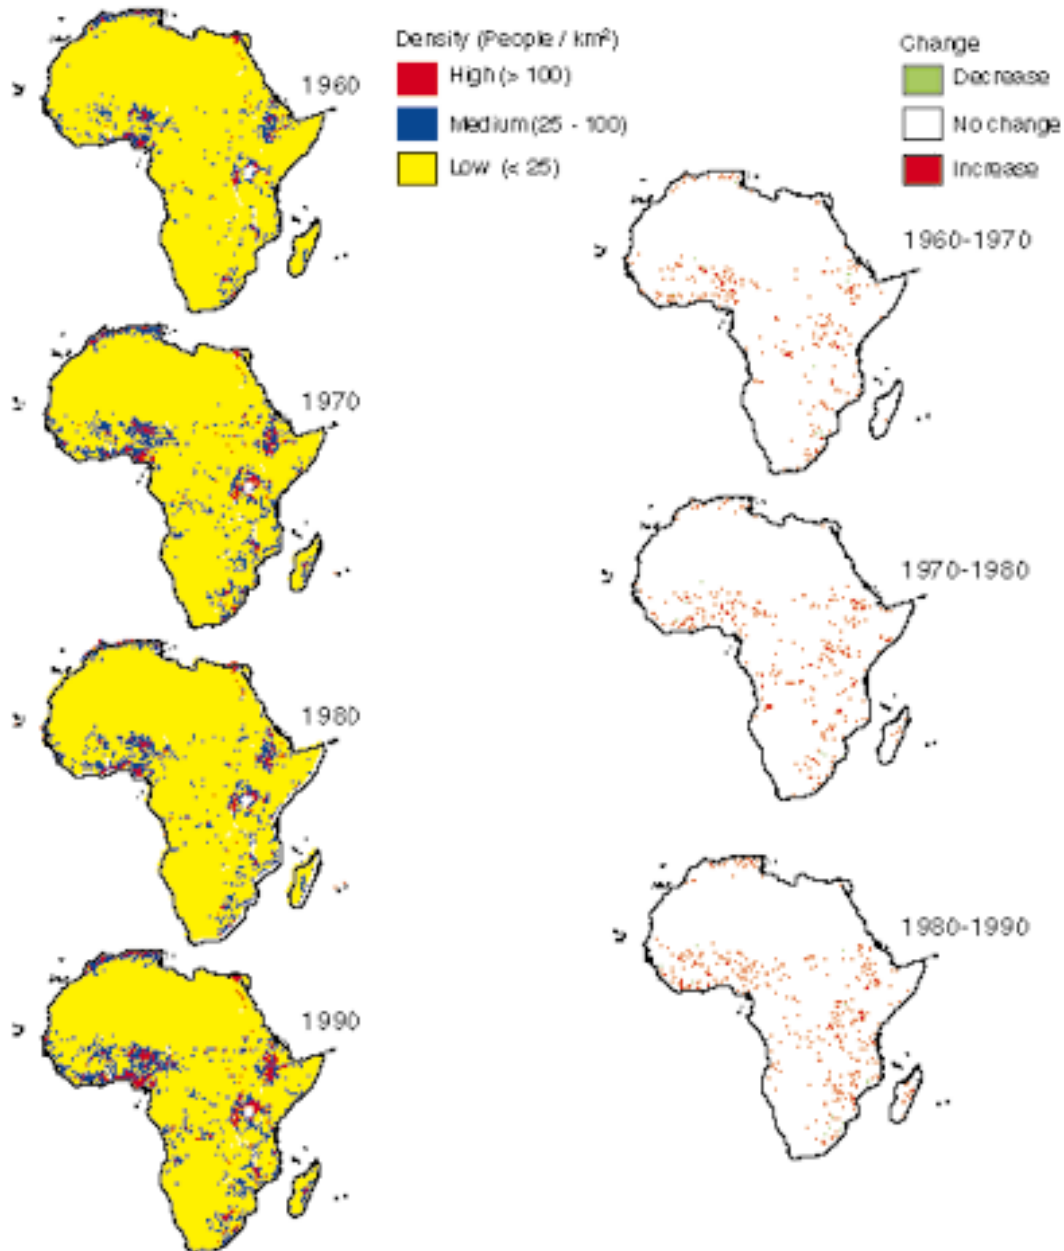 1960
Density (People / km²)
High (> 100)
Medium (25 - 100)
Low (< 25)
Change
Decrease
No change
Increase
1960-1970
1970
1970-1980
1980
1980-1990
1990